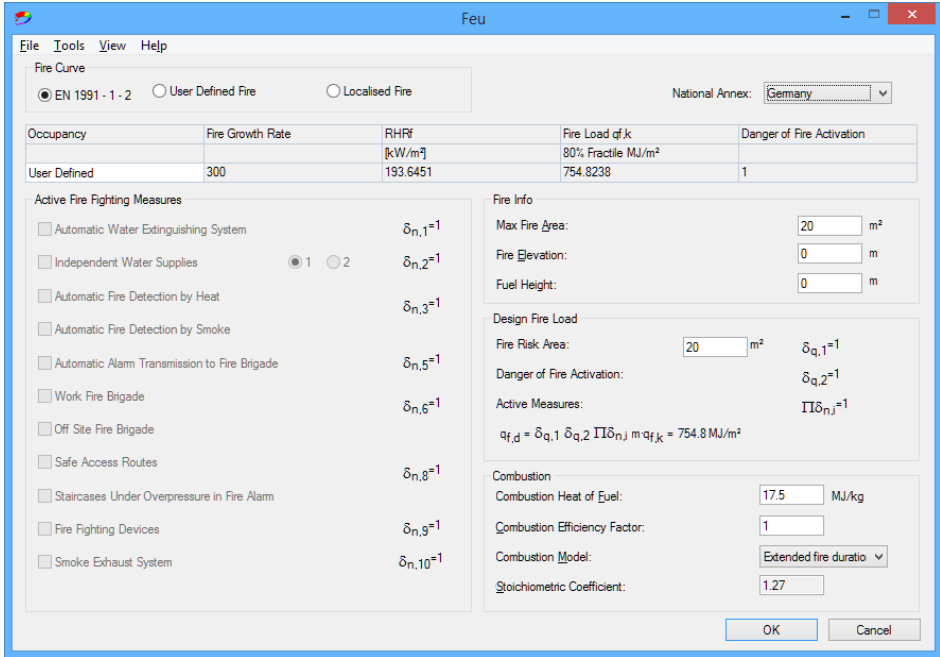 Feu
File Tools View Help
Fire Curve
EN 1991 - 1 - 2 User Defined Fire Localised Fire National Annex: Germany
Occupancy Fire Growth Rate RHRf Fire Load qf,k Danger of Fire Activation
[kW/m²] 80% Fractile MJ/m²
User Defined 300 193.6451 754.8238 1
Active Fire Fighting Measures
Automatic Water Extinguishing System δn,1=1
Independent Water Supplies 1 2 δn,2=1
Automatic Fire Detection by Heat
δn,3=1
Automatic Fire Detection by Smoke
Automatic Alarm Transmission to Fire Brigade δn,5=1
Work Fire Brigade
δn,6=1
Off Site Fire Brigade
Safe Access Routes
δn,8=1
Staircases Under Overpressure in Fire Alarm
Fire Fighting Devices δn,9=1
Smoke Exhaust System δn,10=1
Fire Info
Max Fire Area: 20 m²
Fire Elevation: 0 m
Fuel Height: 0 m
Design Fire Load
Fire Risk Area: 20 m² δq,1=1
Danger of Fire Activation: δq,2=1
Active Measures: Πδn,i=1
qf,d = δq,1 δq,2 Πδn,i m·qf,k = 754.8 MJ/m²
Combustion
Combustion Heat of Fuel: 17.5 MJ/kg
Combustion Efficiency Factor: 1
Combustion Model: Extended fire duratio
Stoichiometric Coefficient: 1.27
OK Cancel